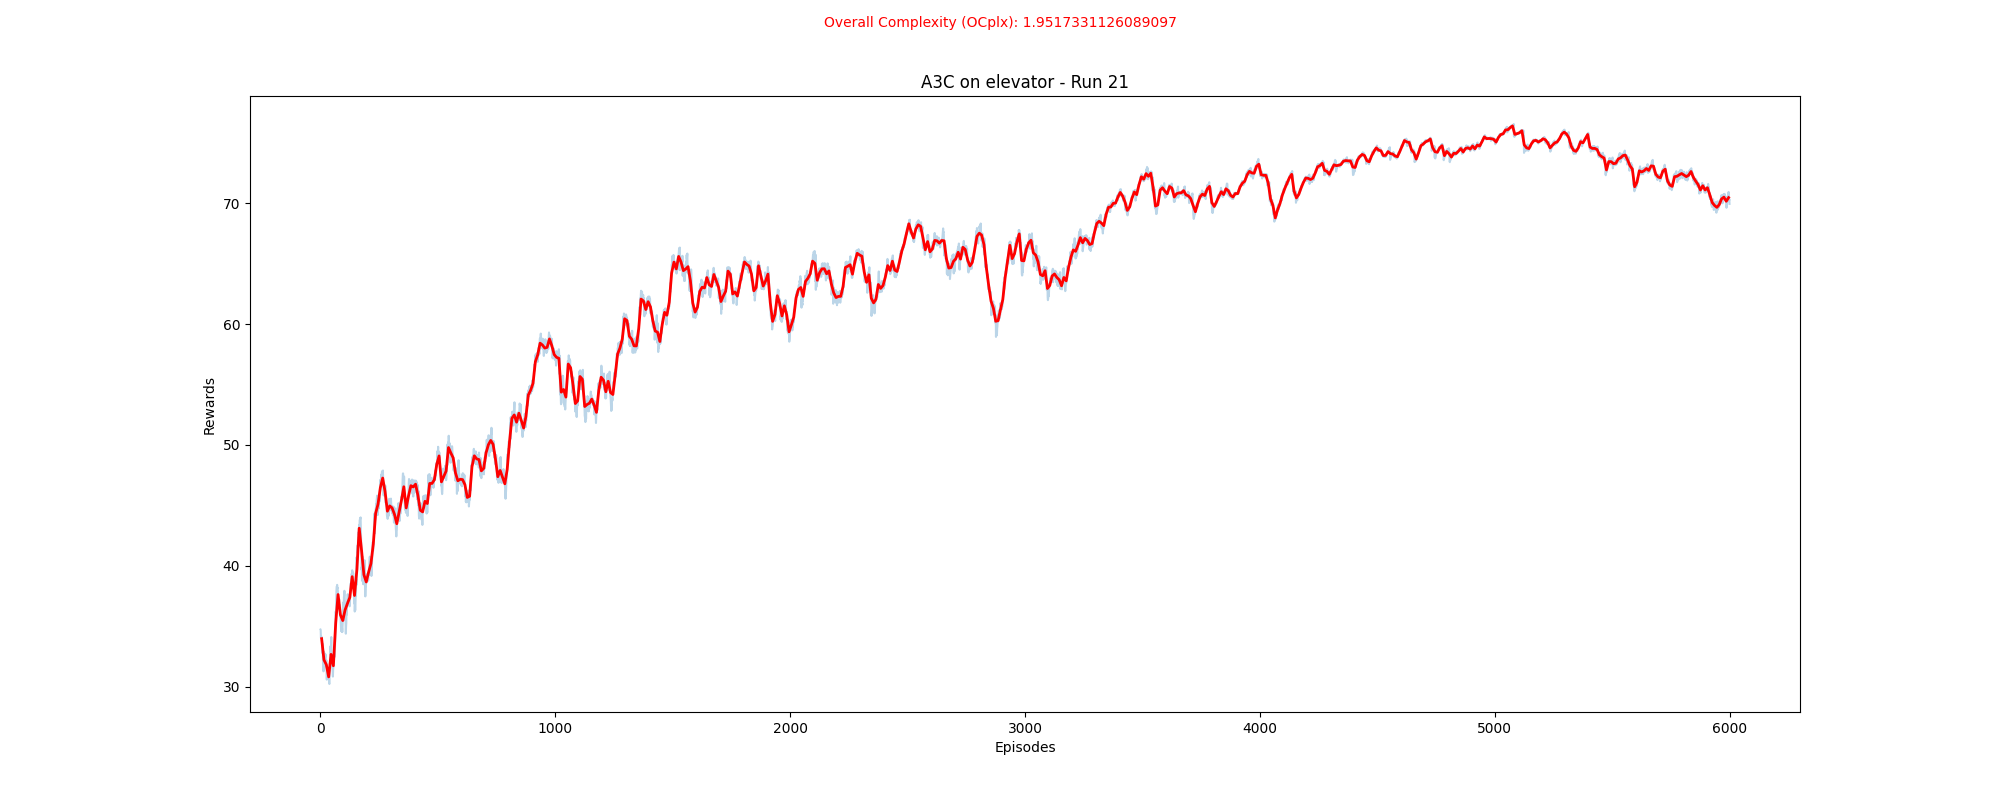 Overall Complexity (OCplx): 1.9517331126089097
A3C on elevator - Run 21
Rewards
70
60
50
40
30
0 1000 2000 3000 4000 5000 6000
Episodes